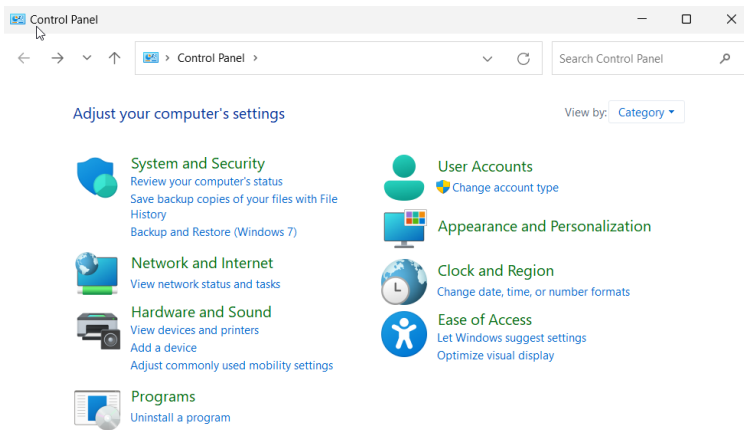 Control Panel
Control Panel
Search Control Panel
Adjust your computer's settings
View by: Category
System and Security
Review your computer's status
Save backup copies of your files with File
History
Backup and Restore (Windows 7)
Network and Internet
View network status and tasks
Hardware and Sound
View devices and printers
Add a device
Adjust commonly used mobility settings
Programs
Uninstall a program
User Accounts
Change account type
Appearance and Personalization
Clock and Region
Change date, time, or number formats
Ease of Access
Let Windows suggest settings
Optimize visual display